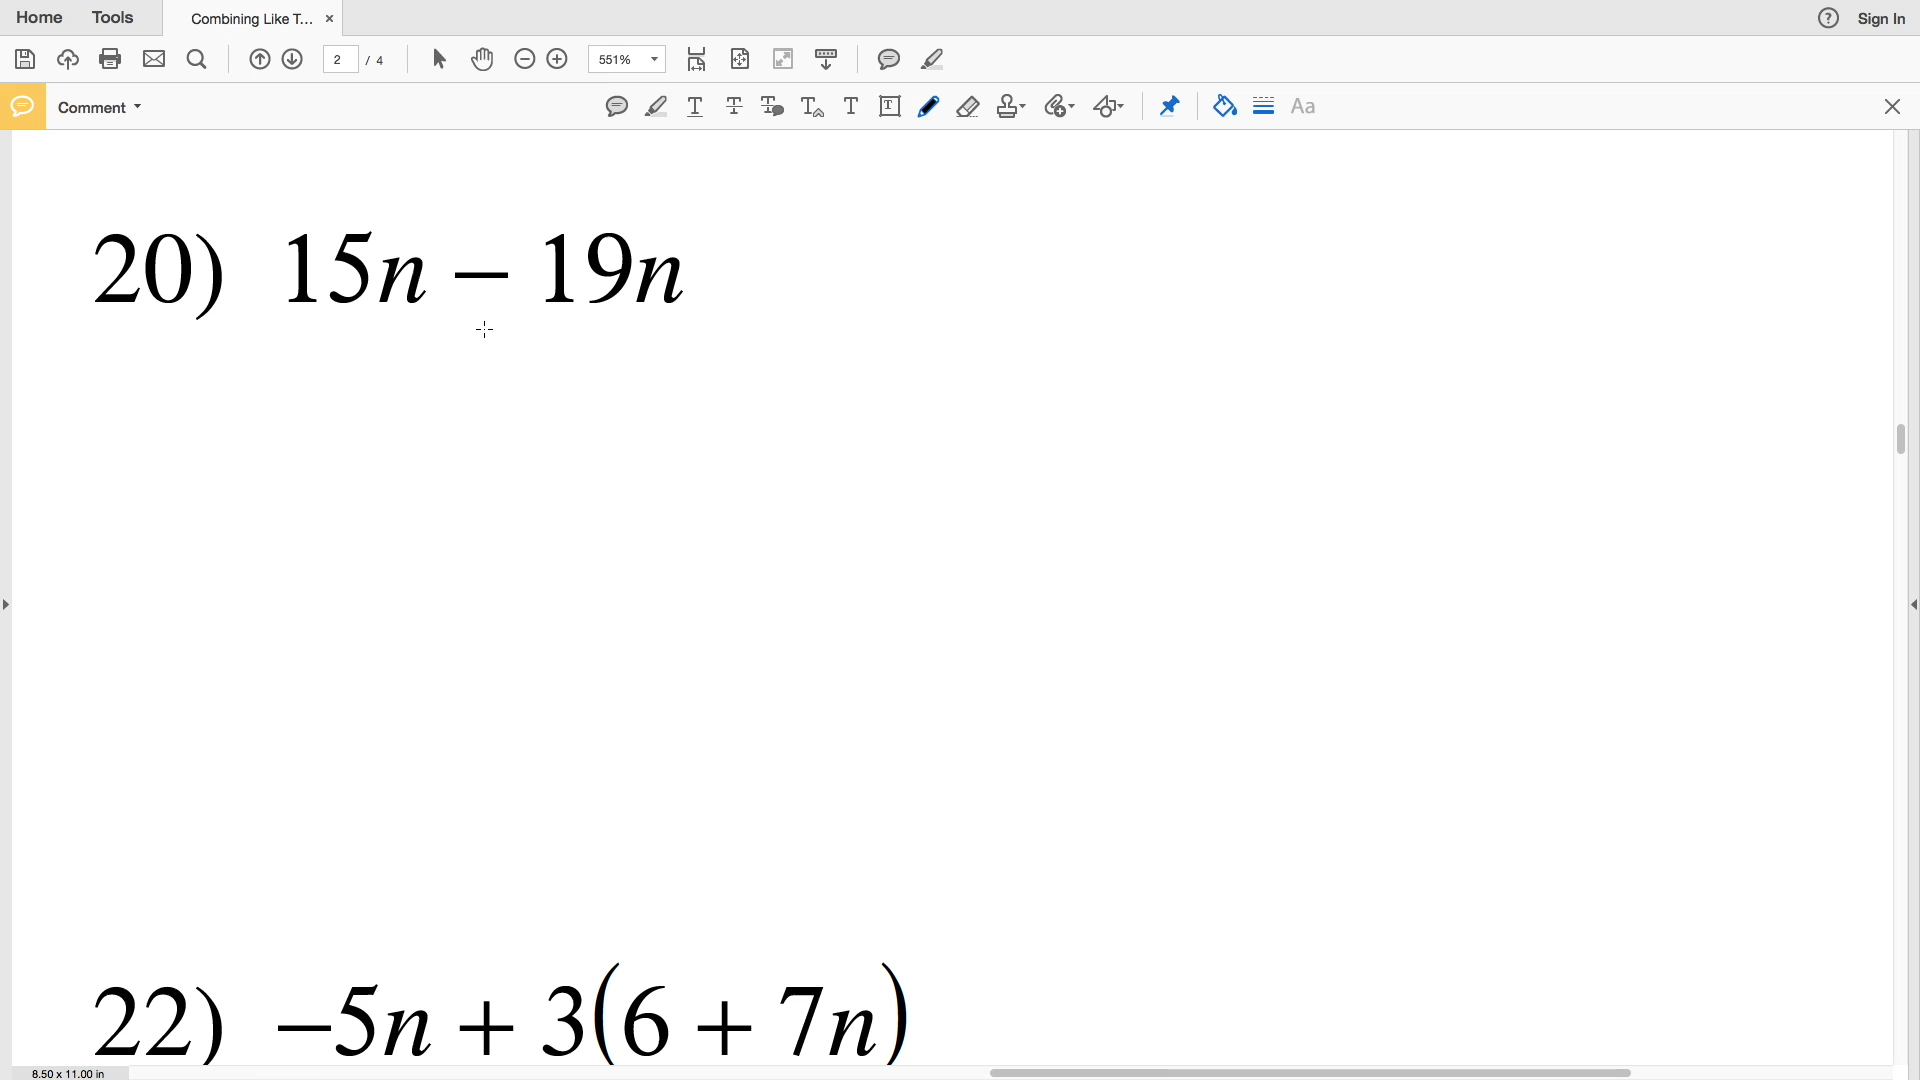 Home Tools Combining Like T... × ? Sign In
2 / 4 551%
Comment T T T T T T Aa
20) 15n − 19n
22) −5n + 3(6 + 7n)
8.50 x 11.00 in